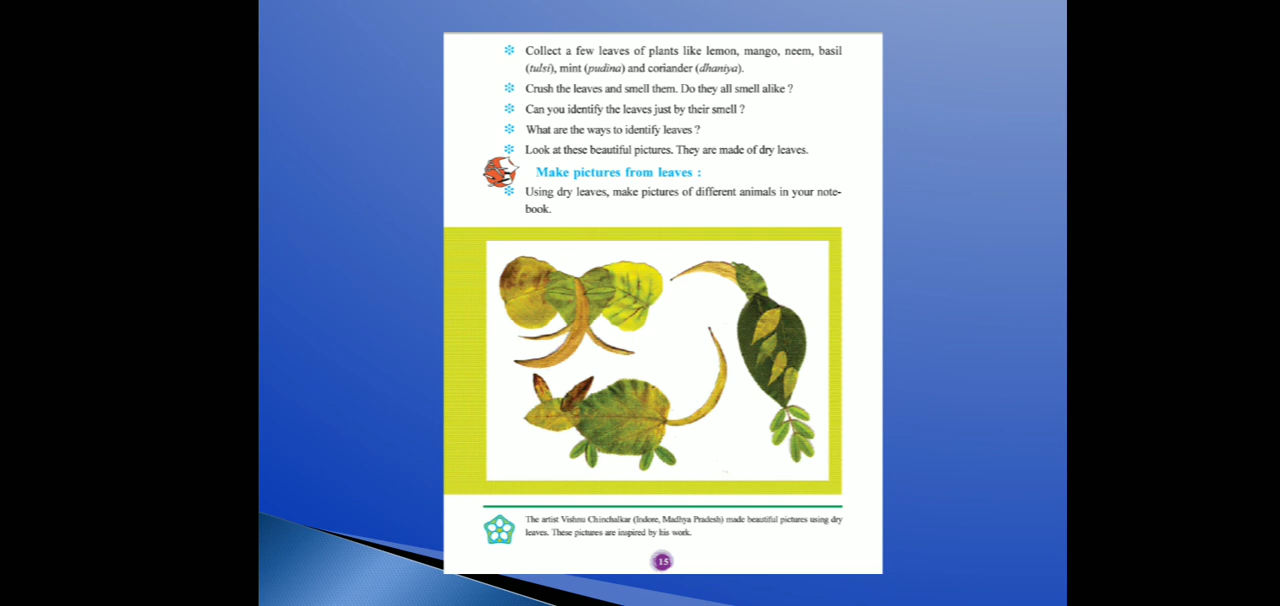 Collect a few leaves of plants like lemon, mango, neem, basil
(tulsi), mint (pudina) and coriander (dhaniya).
Crush the leaves and smell them. Do they all smell alike ?
Can you identify the leaves just by their smell ?
What are the ways to identify leaves ?
Look at these beautiful pictures. They are made of dry leaves.
Make pictures from leaves :
Using dry leaves, make pictures of different animals in your note-
book.
The artist Vishnu Chinchalkar (Indore, Madhya Pradesh) made beautiful pictures using dry
leaves. These pictures are inspired by his work.
15